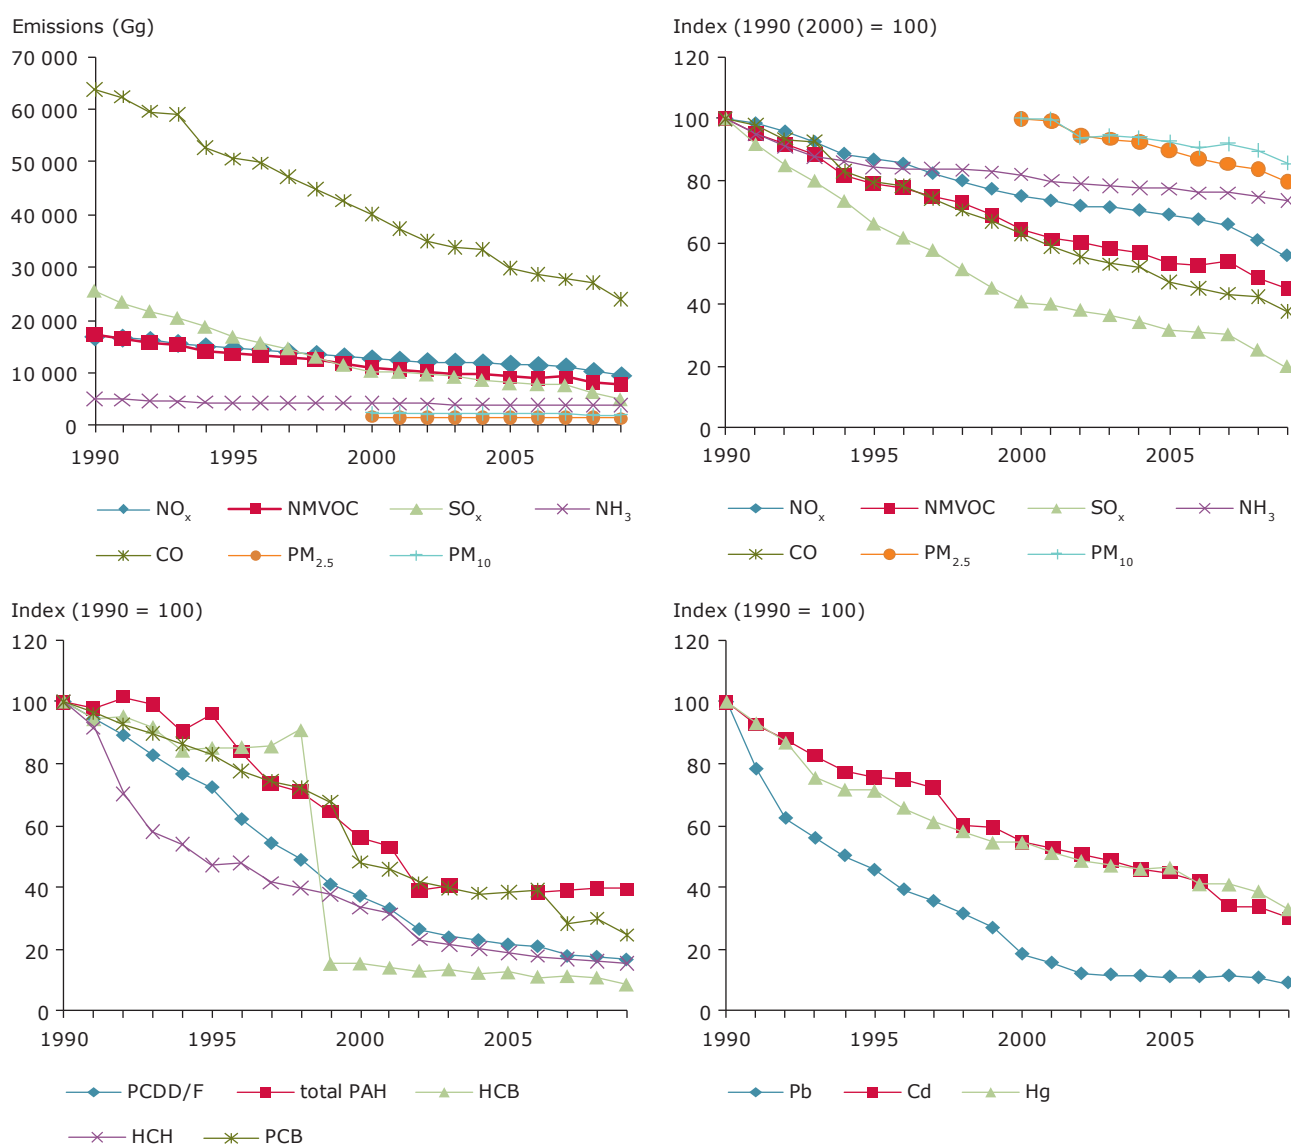 Emissions (Gg)
70 000
60 000
50 000
40 000
30 000
20 000
10 000
0
1990 1995 2000 2005
NOx NMVOC SOx NH3
CO PM2.5 PM10
Index (1990 (2000) = 100)
120
100
80
60
40
20
0
1990 1995 2000 2005
NOx NMVOC SOx NH3
CO PM2.5 PM10
Index (1990 = 100)
120
100
80
60
40
20
0
1990 1995 2000 2005
PCDD/F total PAH HCB
HCH PCB
Index (1990 = 100)
120
100
80
60
40
20
0
1990 1995 2000 2005
Pb Cd Hg